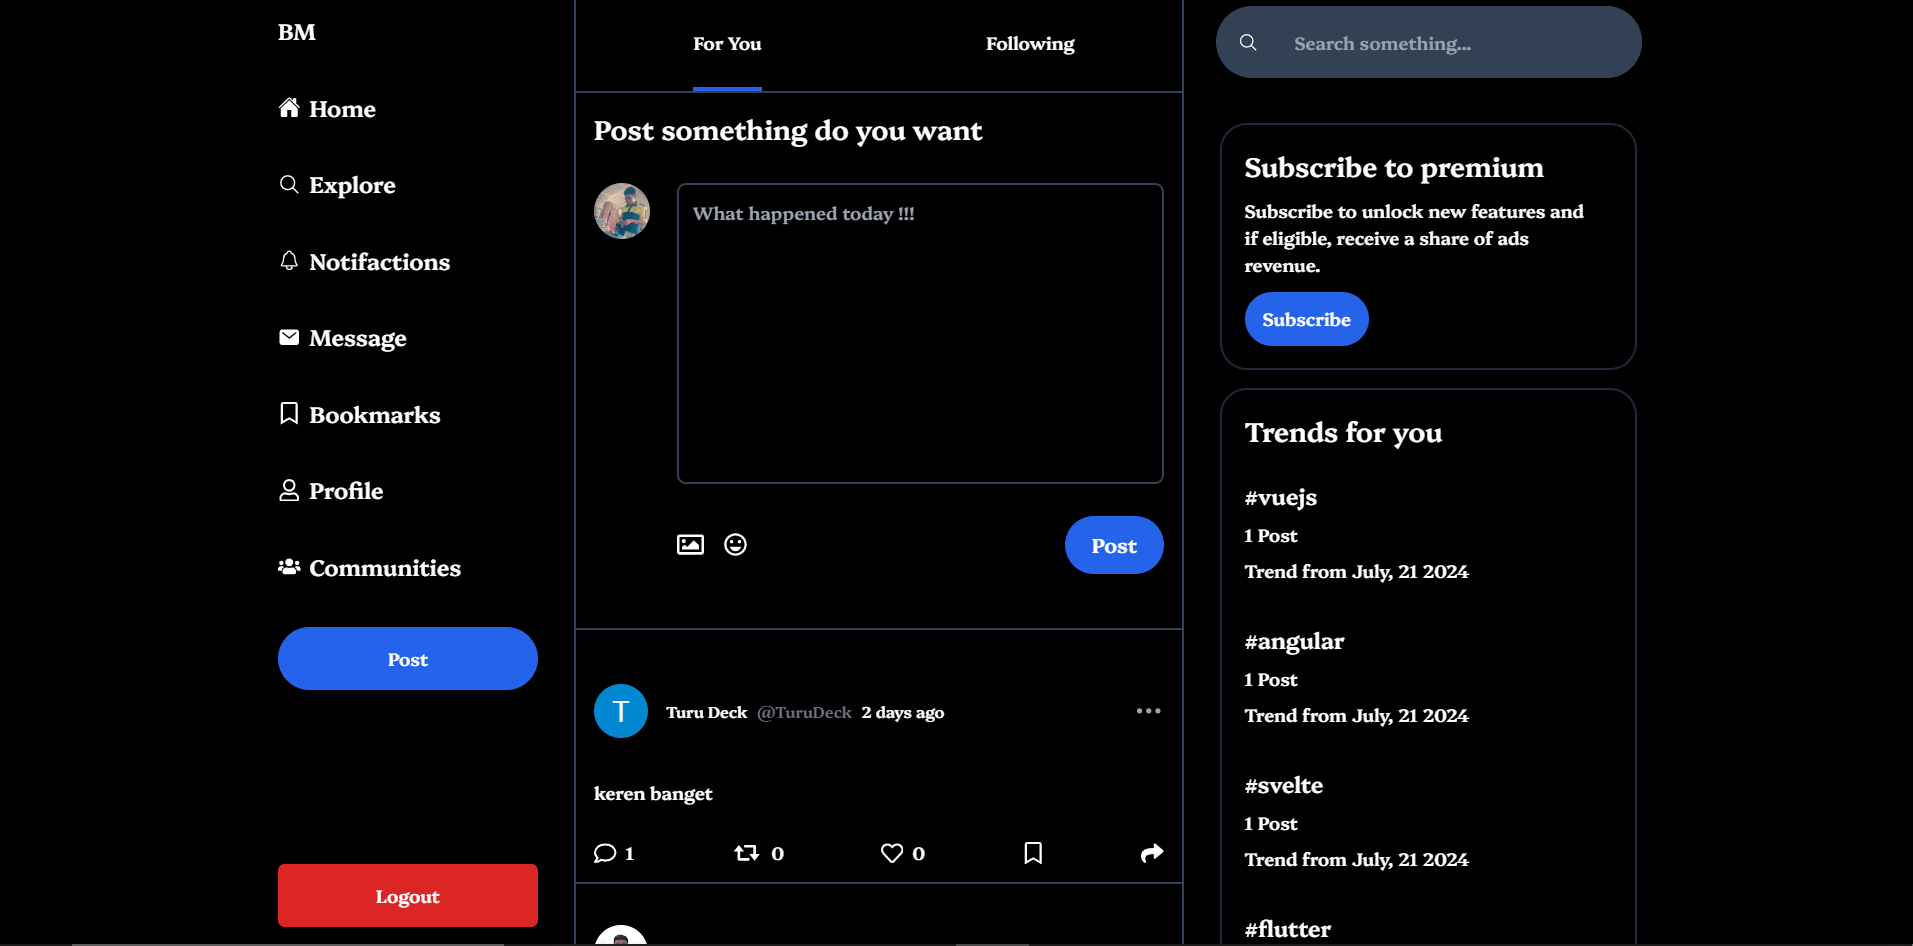 BM
Home
Explore
Notifactions
Message
Bookmarks
Profile
Communities
Post
Logout
For You
Following
Post something do you want
What happened today !!!
Post
T
Turu Deck @TuruDeck 2 days ago
keren banget
1
0
0
Search something...
Subscribe to premium
Subscribe to unlock new features and
if eligible, receive a share of ads
revenue.
Subscribe
Trends for you
#vuejs
1 Post
Trend from July, 21 2024
#angular
1 Post
Trend from July, 21 2024
#svelte
1 Post
Trend from July, 21 2024
#flutter